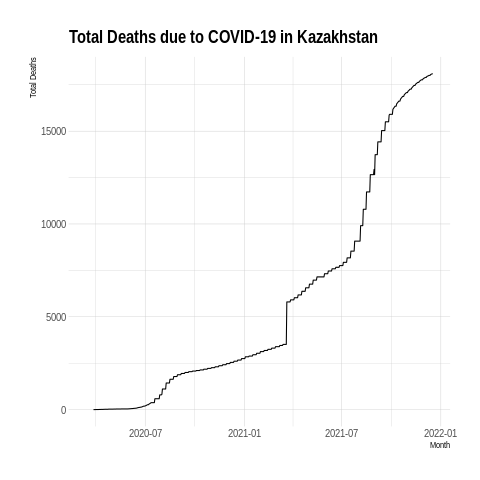 Total Deaths due to COVID-19 in Kazakhstan
Total Deaths
15000
10000
5000
0
2020-07 2021-01 2021-07 2022-01
Month